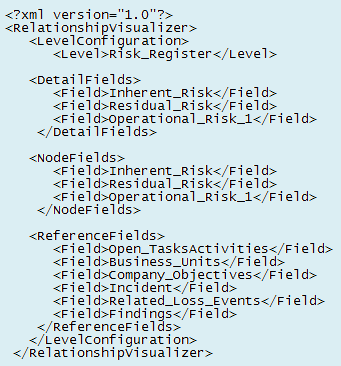 <?xml version="1.0"?>
<RelationshipVisualizer>
<LevelConfiguration>
<Level>Risk_Register</Level>
<DetailFields>
<Field>Inherent_Risk</Field>
<Field>Residual_Risk</Field>
<Field>Operational_Risk_1</Field>
</DetailFields>
<NodeFields>
<Field>Inherent_Risk</Field>
<Field>Residual_Risk</Field>
<Field>Operational_Risk_1</Field>
</NodeFields>
<ReferenceFields>
<Field>Open_TasksActivities</Field>
<Field>Business_Units</Field>
<Field>Company_Objectives</Field>
<Field>Incident</Field>
<Field>Related_Loss_Events</Field>
<Field>Findings</Field>
</ReferenceFields>
</LevelConfiguration>
</RelationshipVisualizer>